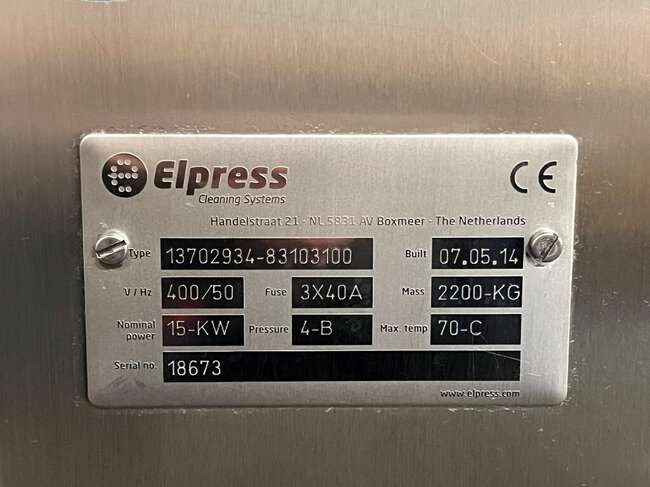 Elpress
Cleaning Systems
CE
Handelstraat 21 - NL 5831 AV Boxmeer - The Netherlands
Type 13702934-83103100 Built 07.05.14
V / Hz 400/50 Fuse 3X40A Mass 2200-KG
Nominal power 15-KW Pressure 4-B Max. temp 70-C
Serial no. 18673
www.elpress.com